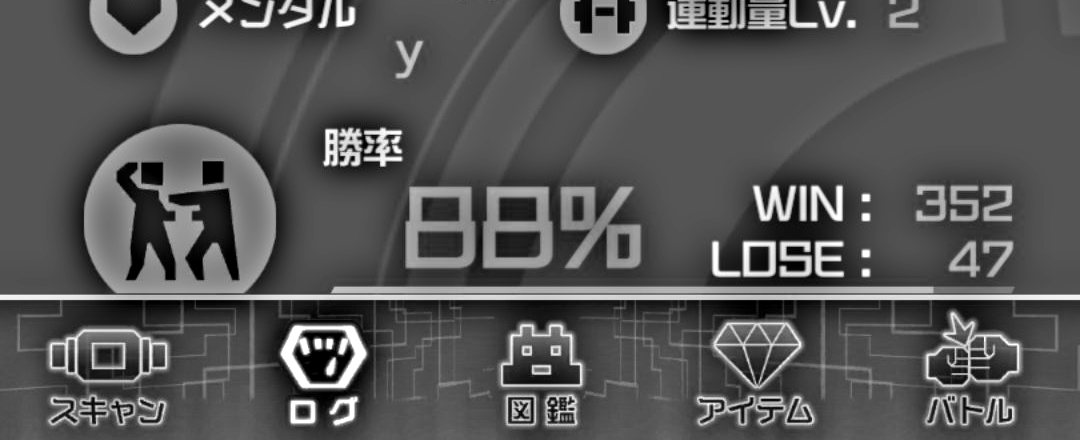 メンタル
運動量Lv. 2
y
勝率
88%
WIN : 352
LOSE : 47
スキャン
ログ
図鑑
アイテム
バトル